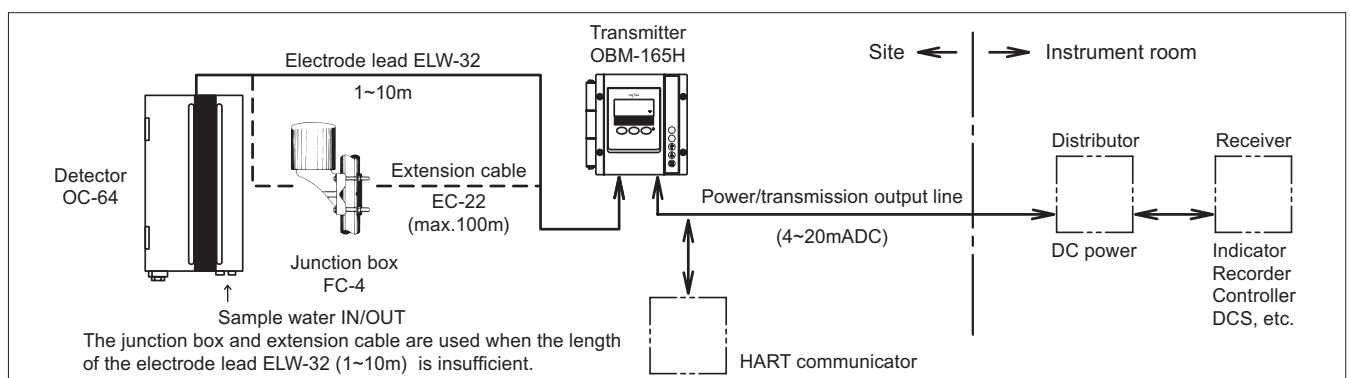 Transmitter
OBM-165H
Site
Instrument room
Electrode lead ELW-32
1~10m
Detector
OC-64
Extension cable
EC-22
(max.100m)
Junction box
FC-4
Power/transmission output line
(4~20mADC)
Distributor
DC power
Receiver
Indicator
Recorder
Controller
DCS, etc.
Sample water IN/OUT
The junction box and extension cable are used when the length
of the electrode lead ELW-32 (1~10m) is insufficient.
HART communicator